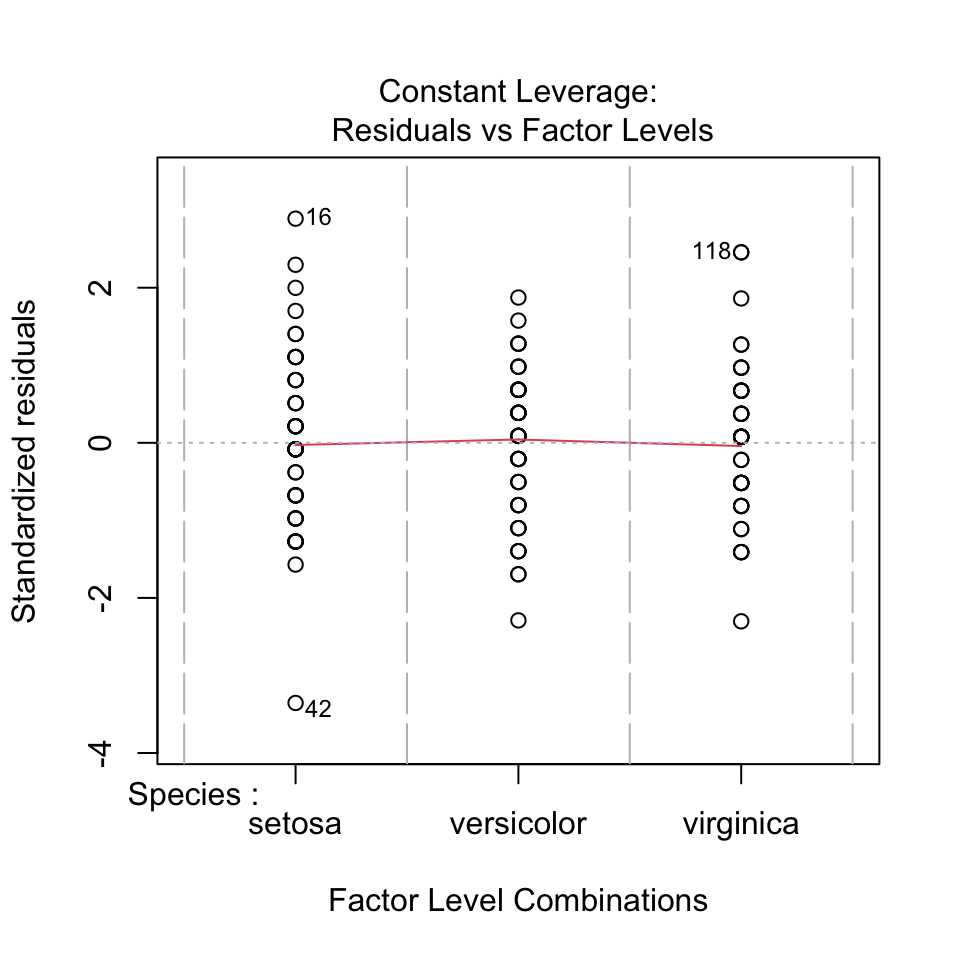 Constant Leverage:
Residuals vs Factor Levels
Standardized residuals
2
0
-2
-4
16
118
42
Species :
setosa versicolor virginica
Factor Level Combinations